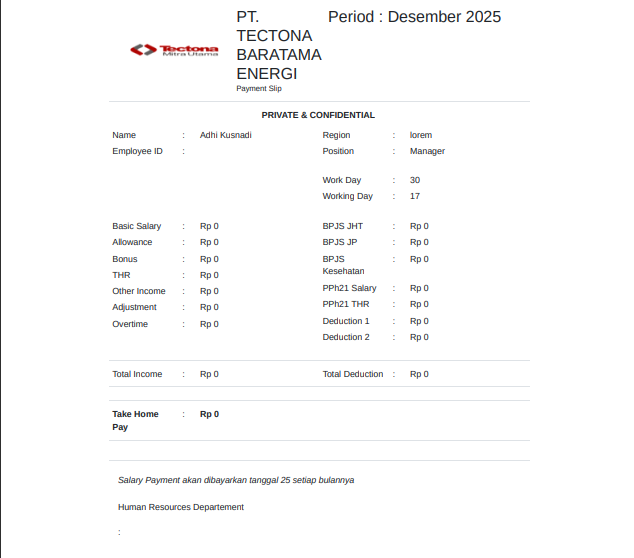 Tectona
Mitra Utama
PT. TECTONA BARATAMA ENERGI
Payment Slip
Period : Desember 2025
PRIVATE & CONFIDENTIAL
Name : Adhi Kusnadi Region : lorem
Employee ID : Position : Manager
Work Day : 30
Working Day : 17
Basic Salary : Rp 0 BPJS JHT : Rp 0
Allowance : Rp 0 BPJS JP : Rp 0
Bonus : Rp 0 BPJS Kesehatan : Rp 0
THR : Rp 0
Other Income : Rp 0 PPh21 Salary : Rp 0
Adjustment : Rp 0 PPh21 THR : Rp 0
Overtime : Rp 0 Deduction 1 : Rp 0
Deduction 2 : Rp 0
Total Income : Rp 0 Total Deduction : Rp 0
Take Home Pay : Rp 0
Salary Payment akan dibayarkan tanggal 25 setiap bulannya
Human Resources Departement
: